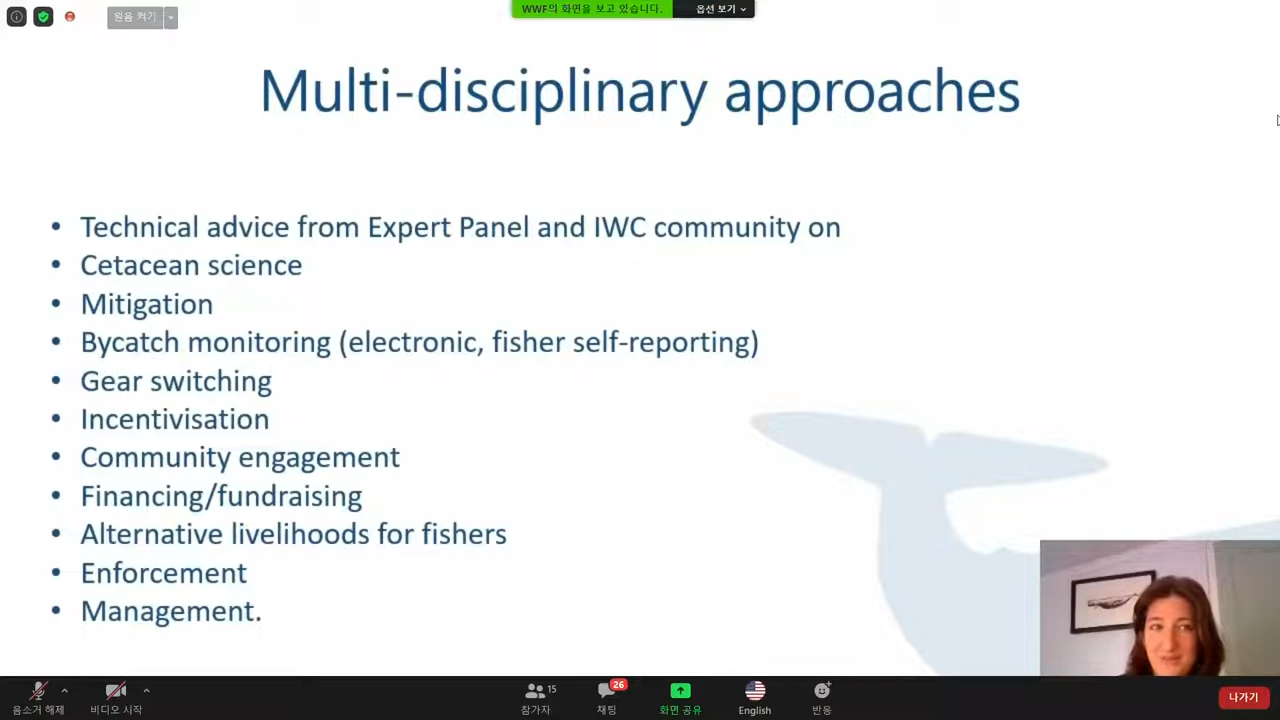 원음 켜기
WWF의 화면을 보고 있습니다. 옵션 보기
Multi-disciplinary approaches
• Technical advice from Expert Panel and IWC community on
• Cetacean science
• Mitigation
• Bycatch monitoring (electronic, fisher self-reporting)
• Gear switching
• Incentivisation
• Community engagement
• Financing/fundraising
• Alternative livelihoods for fishers
• Enforcement
• Management.
음소거 해제
비디오 시작
15
참가자
26
채팅
화면 공유
English
반응
나가기